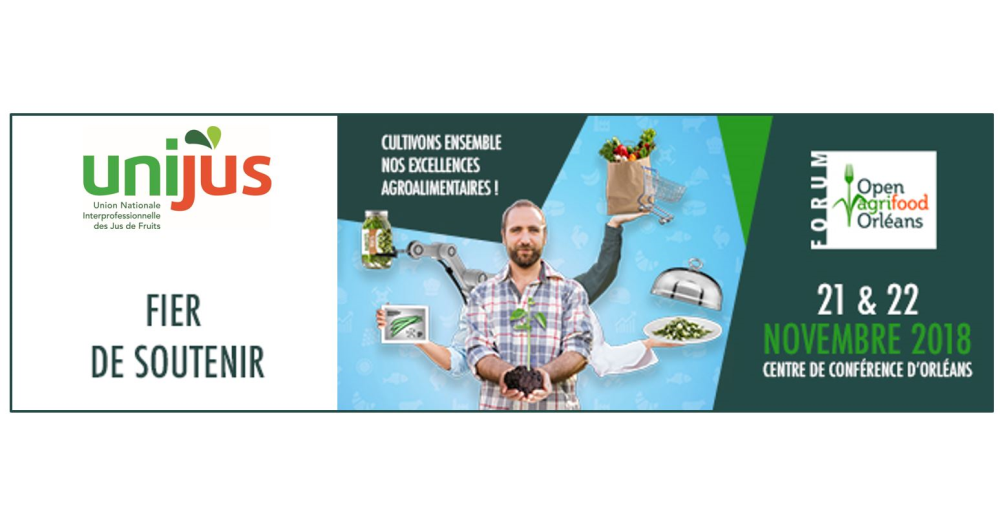 unijus
Union Nationale
Interprofessionnelle
des Jus de Fruits
FIER
DE SOUTENIR
CULTIVONS ENSEMBLE
NOS EXCELLENCES
AGROALIMENTAIRES !
FORUM
Open
agrifood
Orléans
21 & 22
NOVEMBRE 2018
CENTRE DE CONFÉRENCE D'ORLÉANS